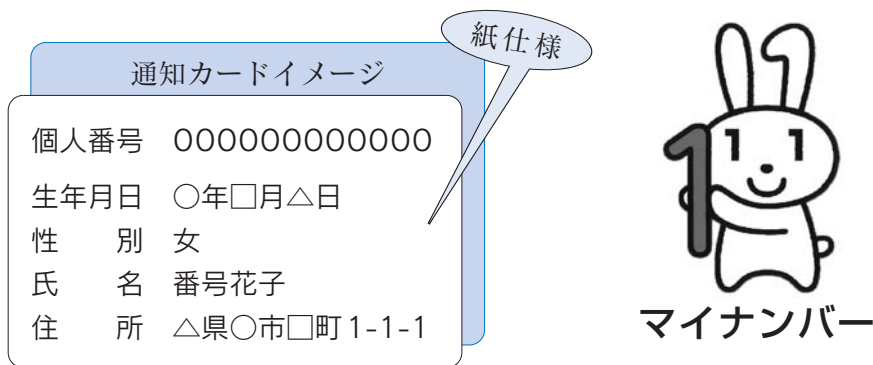 紙仕様
通知カードイメージ
個人番号 000000000000
生年月日 ○年□月△日
性 別 女
氏 名 番号花子
住 所 △県○市□町1-1-1
1
マイナンバー